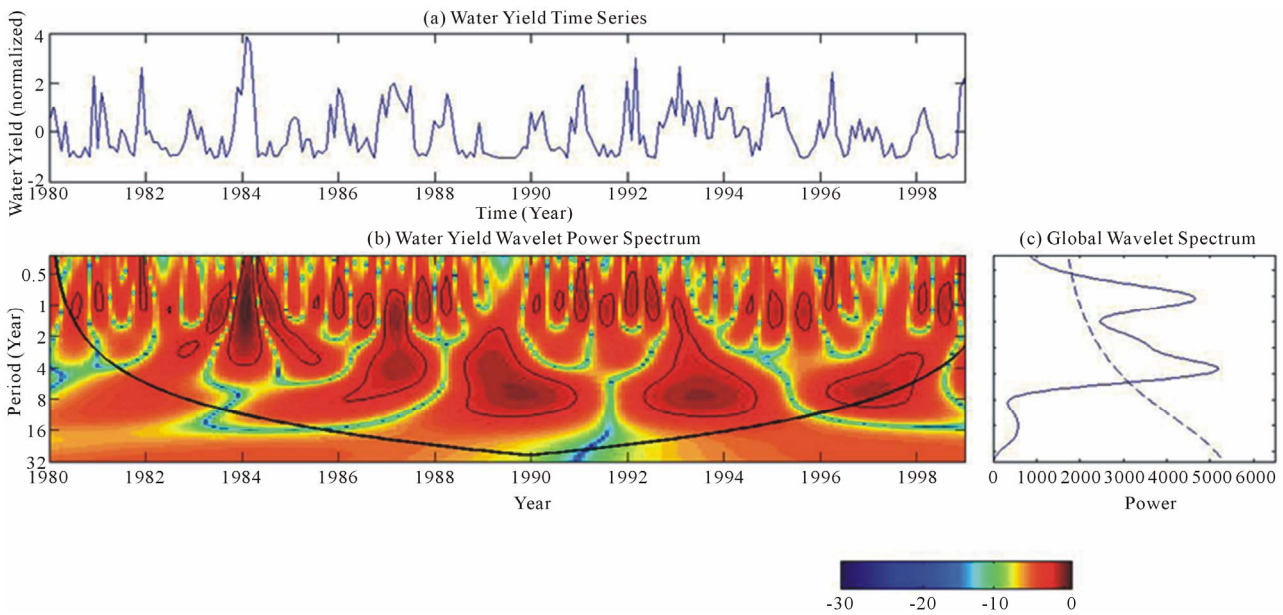 (a) Water Yield Time Series
Water Yield (normalized)
4
2
0
-2
1980 1982 1984 1986 1988 1990 1992 1994 1996 1998
Time (Year)
(b) Water Yield Wavelet Power Spectrum
Period (Year)
0.5
1
2
4
8
16
32
1980 1982 1984 1986 1988 1990 1992 1994 1996 1998
Year
(c) Global Wavelet Spectrum
0 1000 2000 3000 4000 5000 6000
Power
-30 -20 -10 0